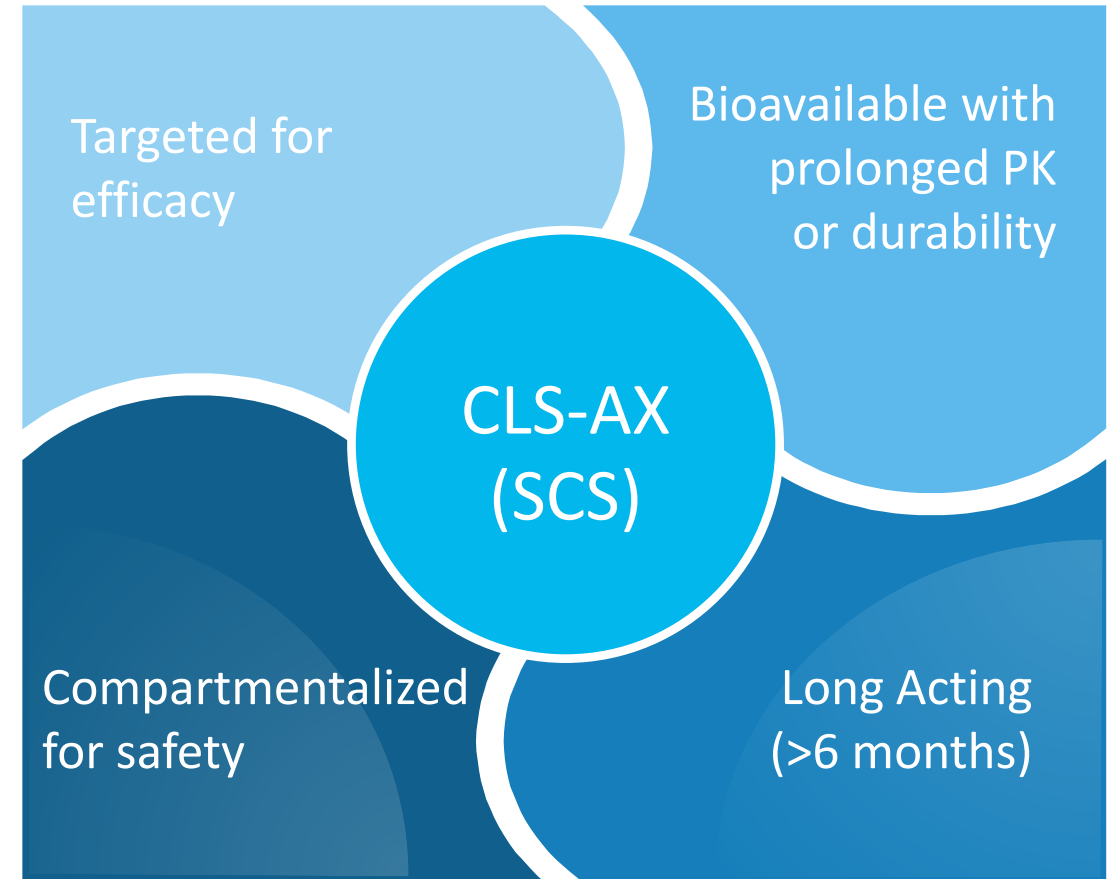 Targeted for
efficacy
Bioavailable with
prolonged PK
or durability
CLS-AX
(SCS)
Compartmentalized
for safety
Long Acting
(>6 months)